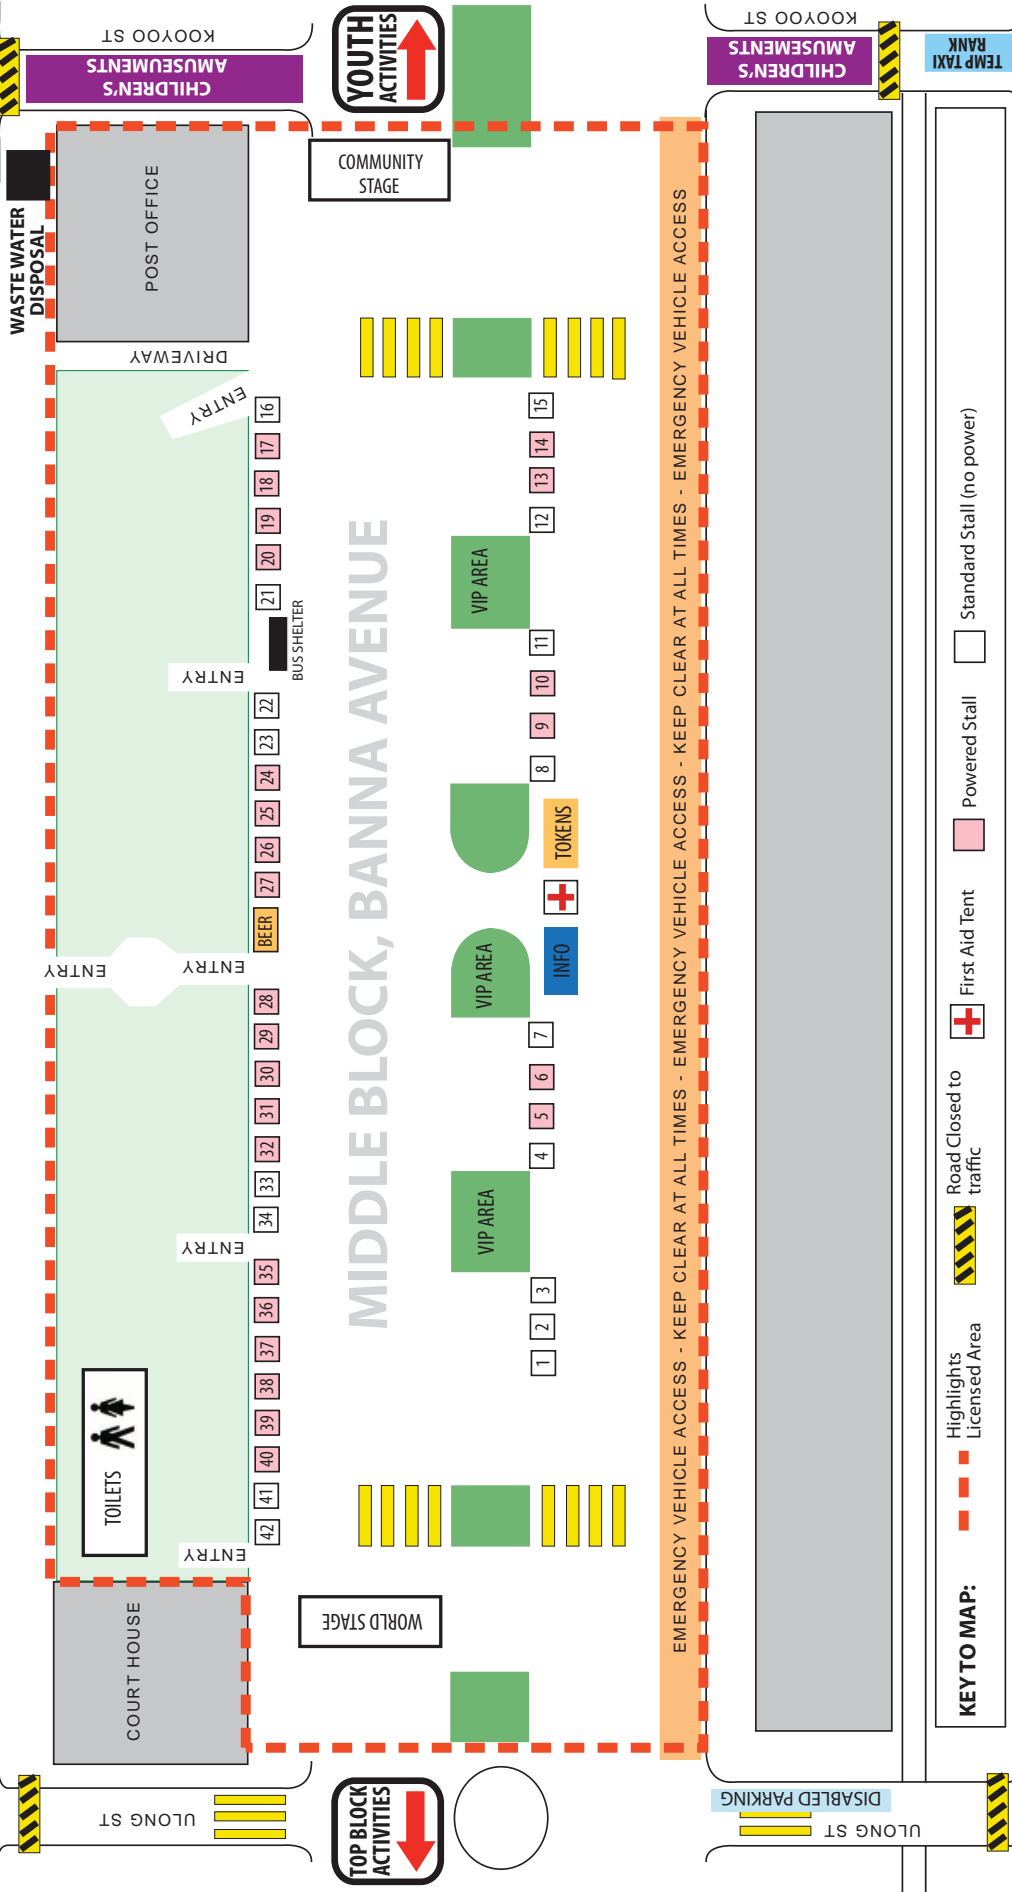 KOOYOO ST
CHILDREN'S
AMUSEUMENTS
YOUTH
ACTIVITIES
KOOYOO ST
CHILDREN'S
AMUSEMENTS
TEMP TAXI
RANK
WASTE WATER
DISPOSAL
POST OFFICE
COMMUNITY
STAGE
DRIVEWAY
ENTRY
16
17
18
19
20
21
BUS SHELTER
ENTRY
22
23
24
25
26
27
BEER
ENTRY
ENTRY
28
29
30
31
32
33
34
ENTRY
35
36
37
38
39
40
41
42
ENTRY
TOILETS
COURT HOUSE
WORLD STAGE
MIDDLE BLOCK, BANNA AVENUE
15
14
13
12
VIP AREA
11
10
9
8
TOKENS
INFO
VIP AREA
7
6
5
4
VIP AREA
3
2
1
EMERGENCY VEHICLE ACCESS - KEEP CLEAR AT ALL TIMES - EMERGENCY VEHICLE ACCESS - KEEP CLEAR AT ALL TIMES - EMERGENCY VEHICLE ACCESS
ULONG ST
TOP BLOCK
ACTIVITIES
DISABLED PARKING
ULONG ST
KEY TO MAP:
Highlights
Licensed Area
Road Closed to
traffic
First Aid Tent
Powered Stall
Standard Stall (no power)